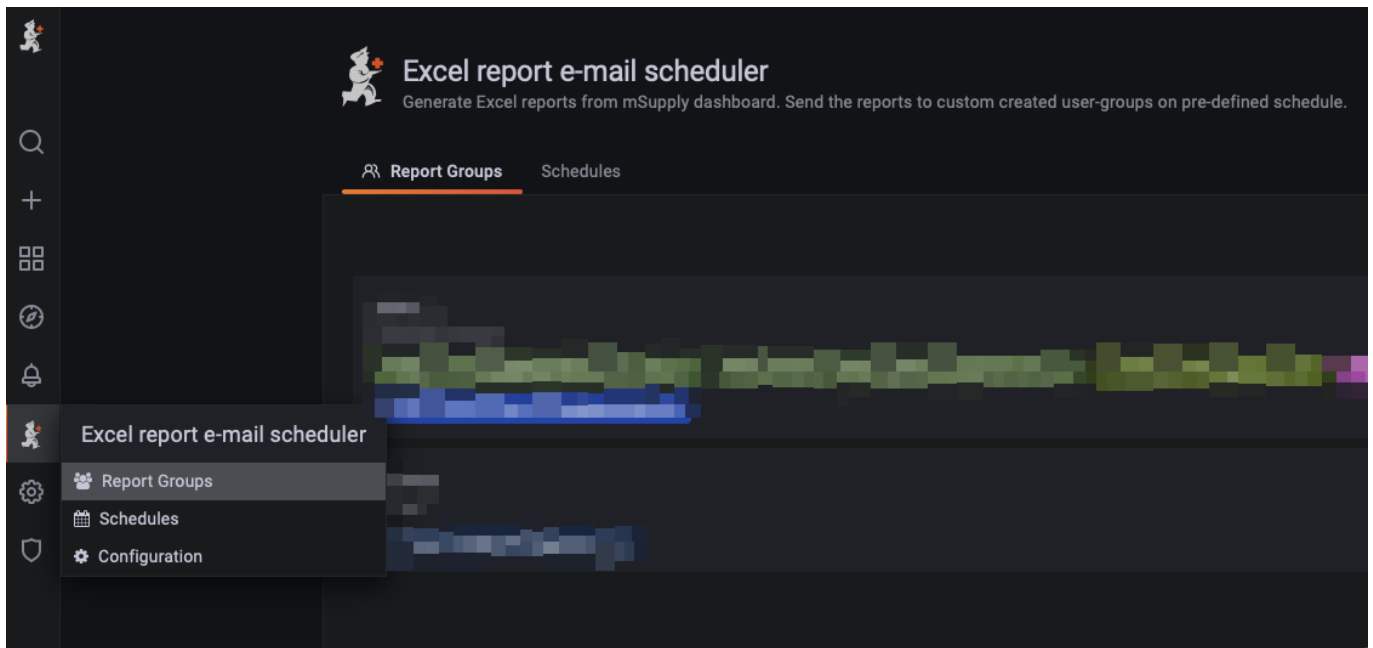 Excel report e-mail scheduler
Generate Excel reports from mSupply dashboard. Send the reports to custom created user-groups on pre-defined schedule.
Report Groups
Schedules
Excel report e-mail scheduler
Report Groups
Schedules
Configuration